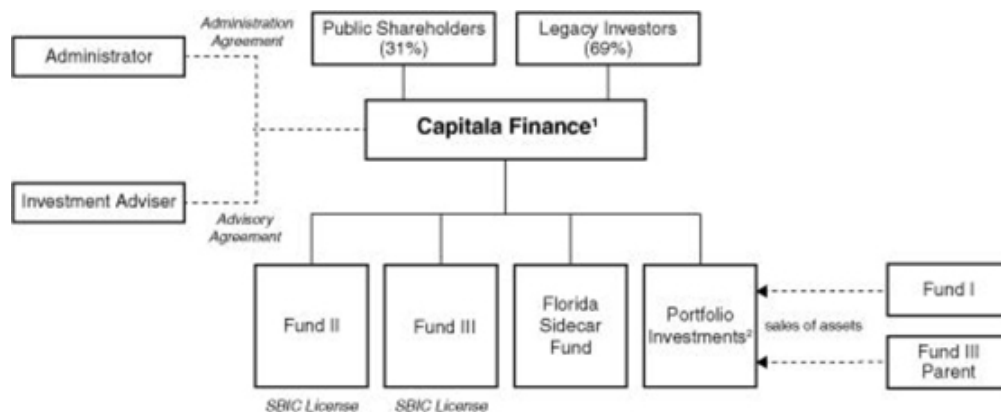 Administration
Agreement
Public Shareholders
(31%)
Legacy Investors
(69%)
Administrator
Capitala Finance¹
Investment Adviser
Advisory
Agreement
Fund II
Fund III
Florida
Sidecar
Fund
Portfolio
Investments²
sales of assets
Fund I
Fund III
Parent
SBIC License
SBIC License